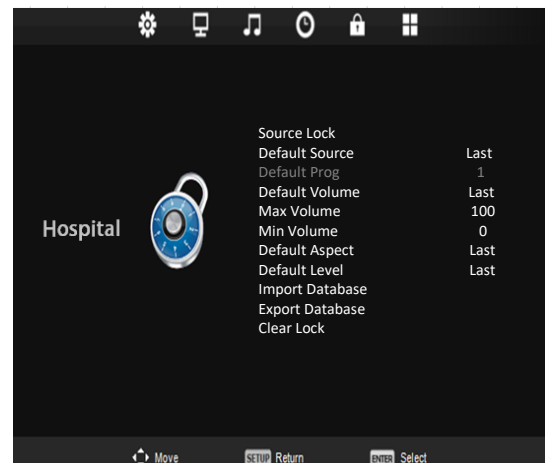 Source Lock
Default Source Last
Default Prog 1
Default Volume Last
Max Volume 100
Hospital
Min Volume 0
Default Aspect Last
Default Level Last
Import Database
Export Database
Clear Lock
Move SETUP Return ENTER Select